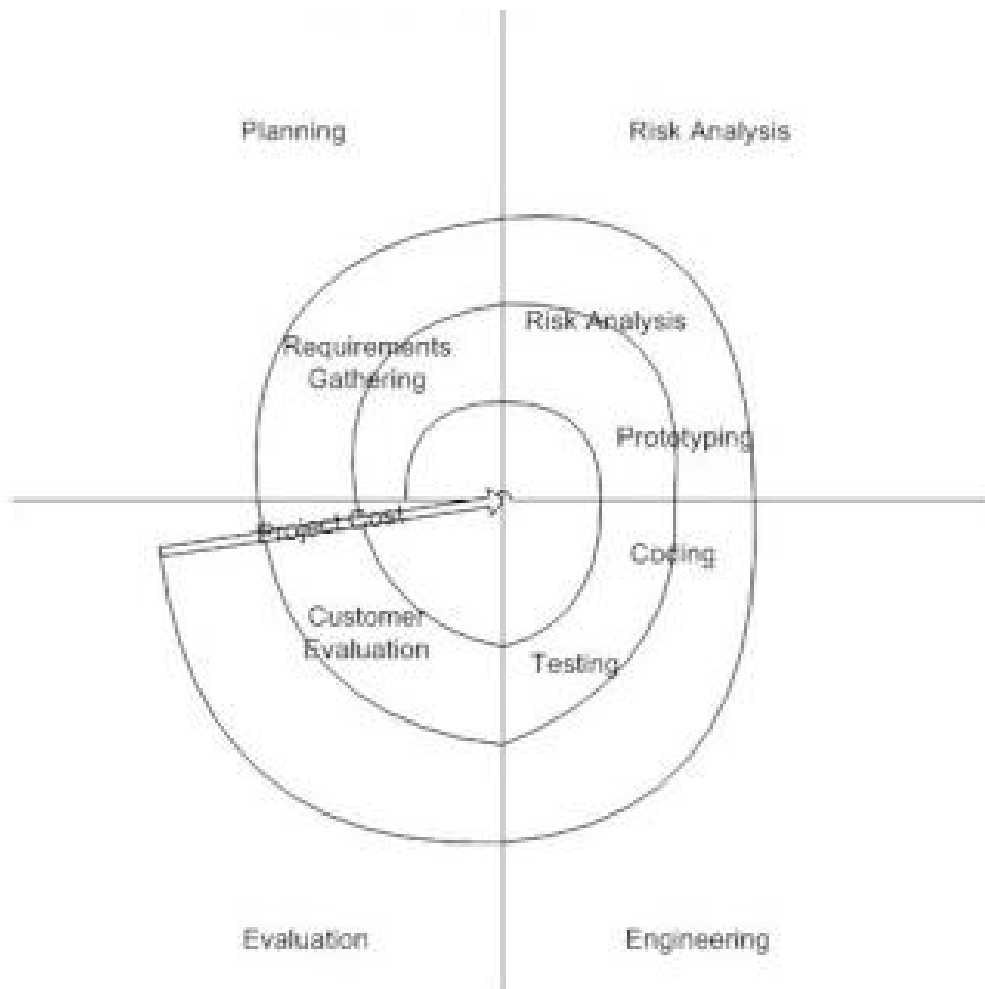 Planning
Risk Analysis
Risk Analysis
Requirements
Gathering
Prototyping
Project Cost
Coding
Customer
Evaluation
Testing
Evaluation
Engineering